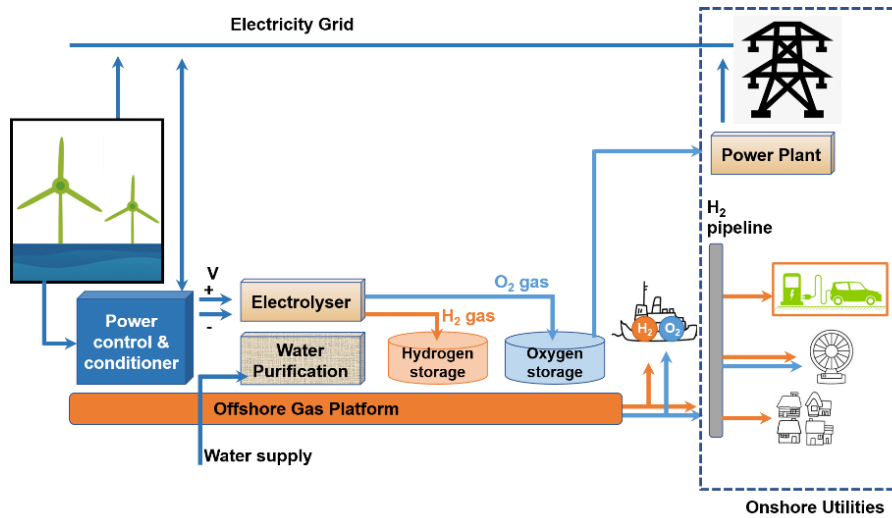 Electricity Grid
Power Plant
H₂
pipeline
V
+
-
Electrolyser
O₂ gas
H₂ gas
Power
control &
conditioner
Water
Purification
Hydrogen
storage
Oxygen
storage
H₂
O₂
Offshore Gas Platform
Water supply
Onshore Utilities